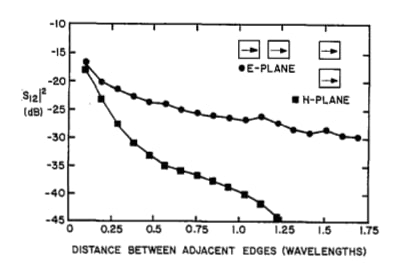 -10
-15
-20
-25
-30
-35
-40
-45
|S12|²
(dB)
E-PLANE
H-PLANE
0 0.25 0.5 0.75 1.0 1.25 1.5 1.75
DISTANCE BETWEEN ADJACENT EDGES (WAVELENGTHS)